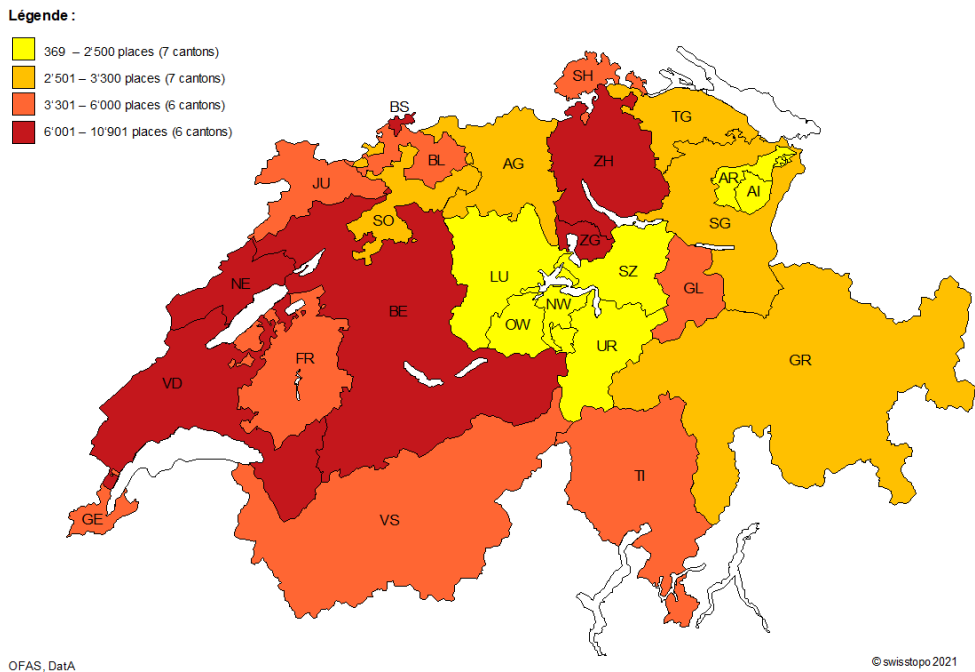 Légende :
369 – 2'500 places (7 cantons)
2'501 – 3'300 places (7 cantons)
3'301 – 6'000 places (6 cantons)
6'001 – 10'901 places (6 cantons)
SH
BS
TG
BL
AG
ZH
JU
AR
AI
SO
SG
ZG
NE
LU
SZ
GL
BE
NW
OW
UR
FR
GR
VD
TI
GE
VS
OFAS, DatA
© swisstopo 2021